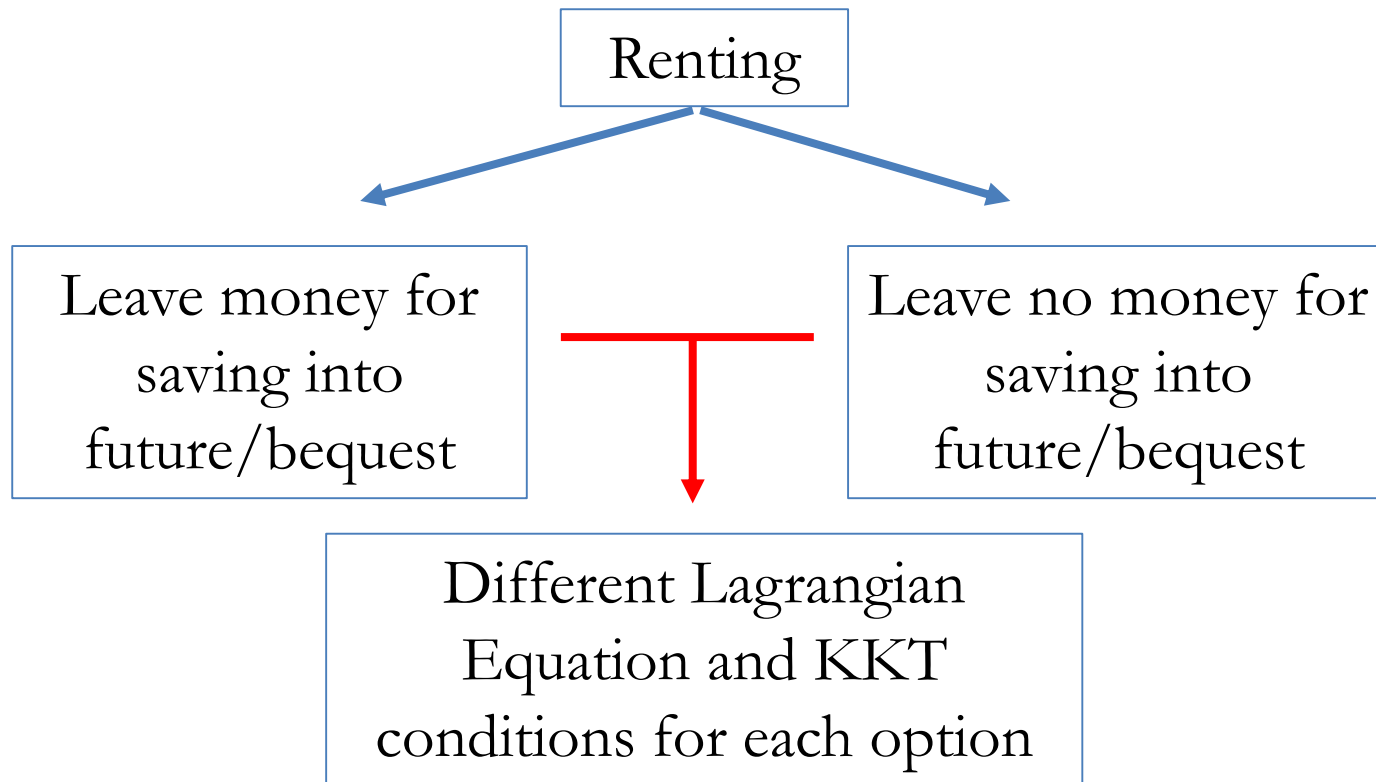 Renting
Leave money for
saving into
future/bequest
Leave no money for
saving into
future/bequest
Different Lagrangian
Equation and KKT
conditions for each option